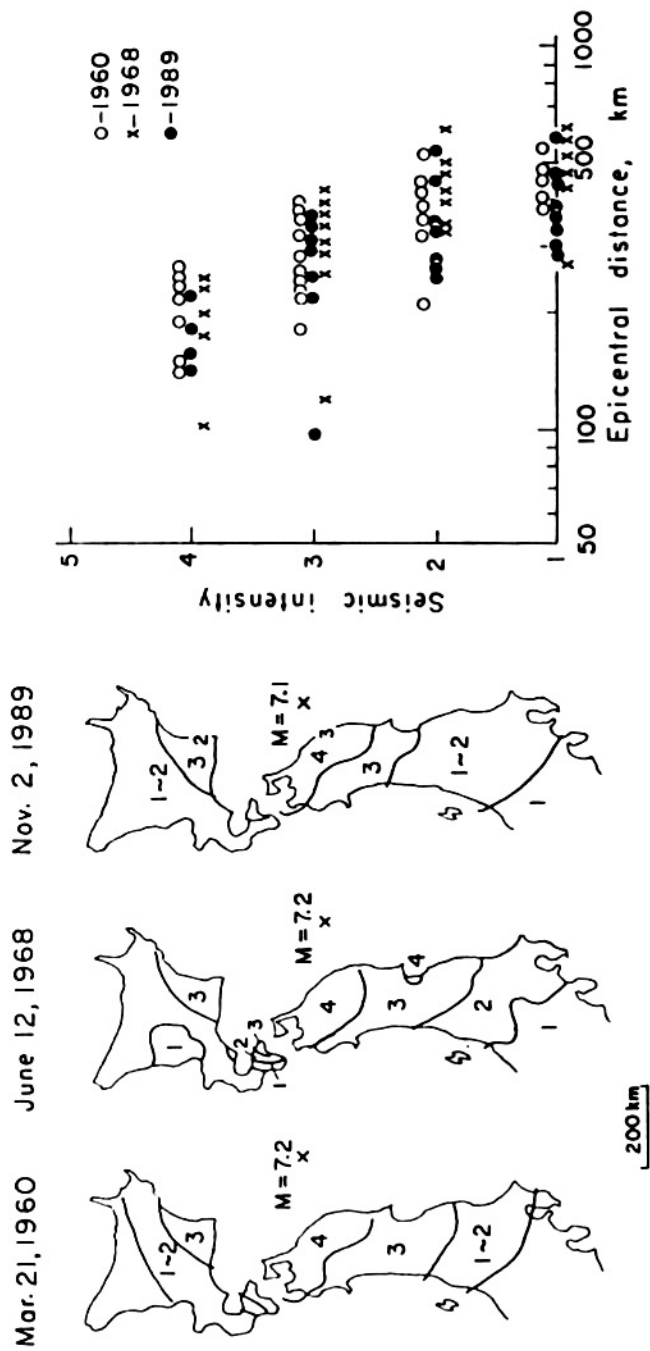 Mar. 21, 1960
June 12, 1968
Nov. 2, 1989
1~2
3
M=7.2
x
4
3
1~2
1
3
2
3
1
M=7.2
x
4
4
3
2
1
1~2
3
2
M=7.1
x
4
3
3
1~2
1
200 km
Seismic intensity
5
4
3
2
1
50
100
500
1000
Epicentral distance, km
o-1960
x-1968
●-1989